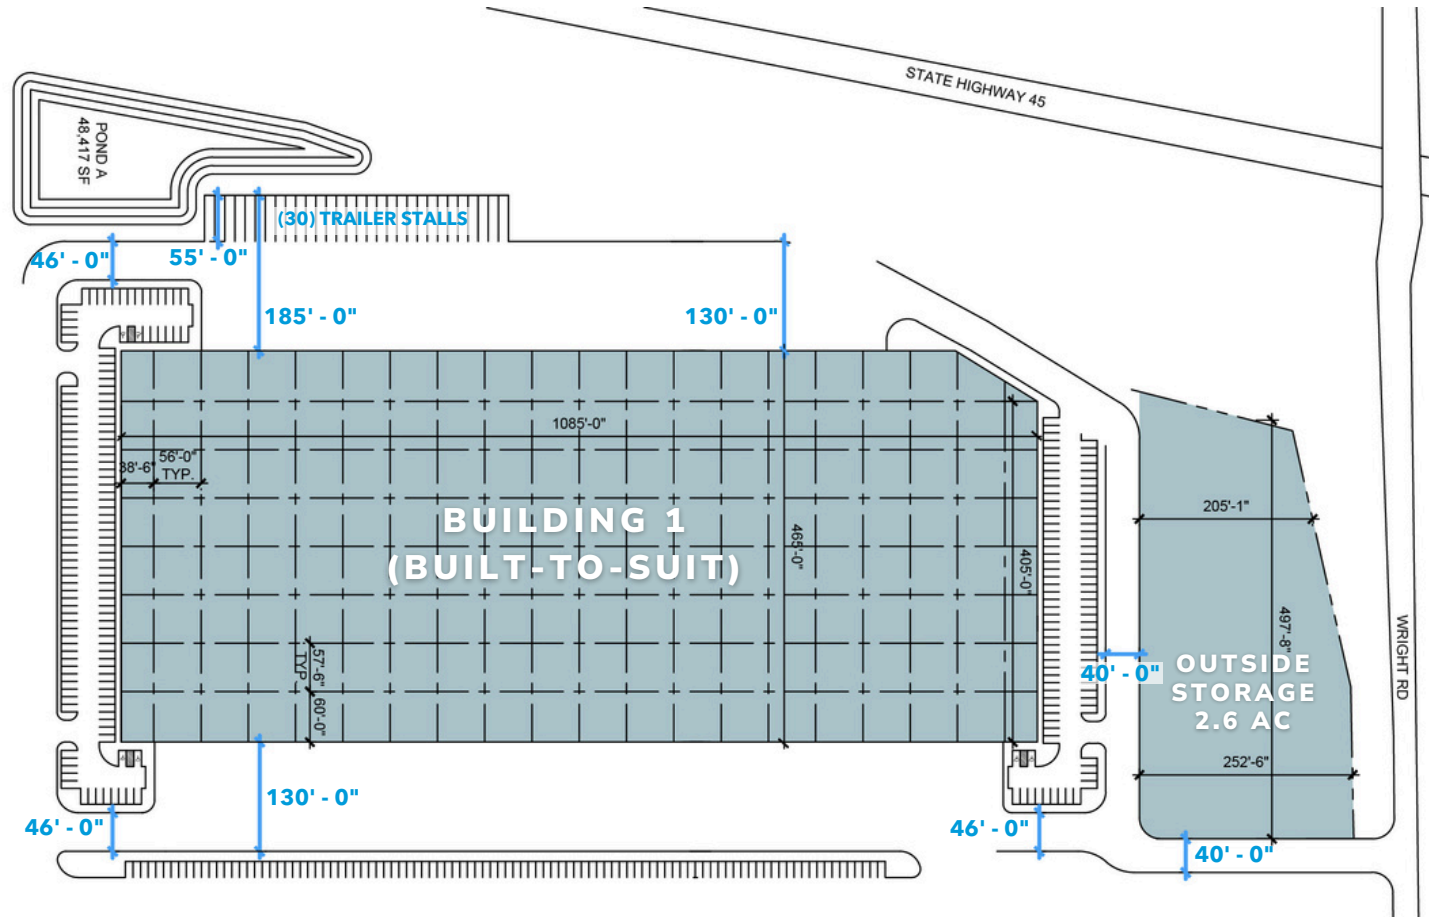 STATE HIGHWAY 45
POND A
48,417 SF
(30) TRAILER STALLS
46' - 0"
55' - 0"
185' - 0"
130' - 0"
1085'-0"
38'-6"
56'-0"
TYP.
BUILDING 1
(BUILT-TO-SUIT)
465'-0"
405'-0"
57'-6"
TYP.
60'-0"
205'-1"
497'-8"
WRIGHT RD
40' - 0"
OUTSIDE
STORAGE
2.6 AC
252'-6"
130' - 0"
46' - 0"
46' - 0"
40' - 0"